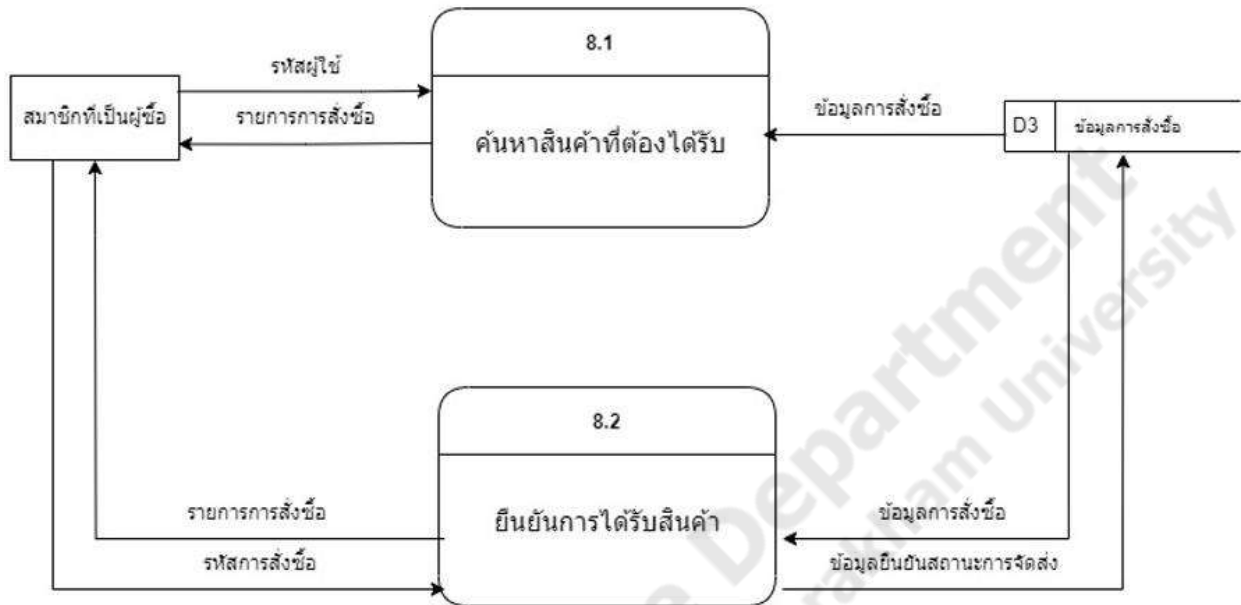 8.1
รหัสผู้ใช้
สมาชิกที่เป็นผู้ซื้อ
รายการการสั่งซื้อ
ค้นหาสินค้าที่ต้องได้รับ
ข้อมูลการสั่งซื้อ
D3
ข้อมูลการสั่งซื้อ
8.2
รายการการสั่งซื้อ
ยืนยันการได้รับสินค้า
ข้อมูลการสั่งซื้อ
รหัสการสั่งซื้อ
ข้อมูลยืนยันสถานะการจัดส่ง
Department
University